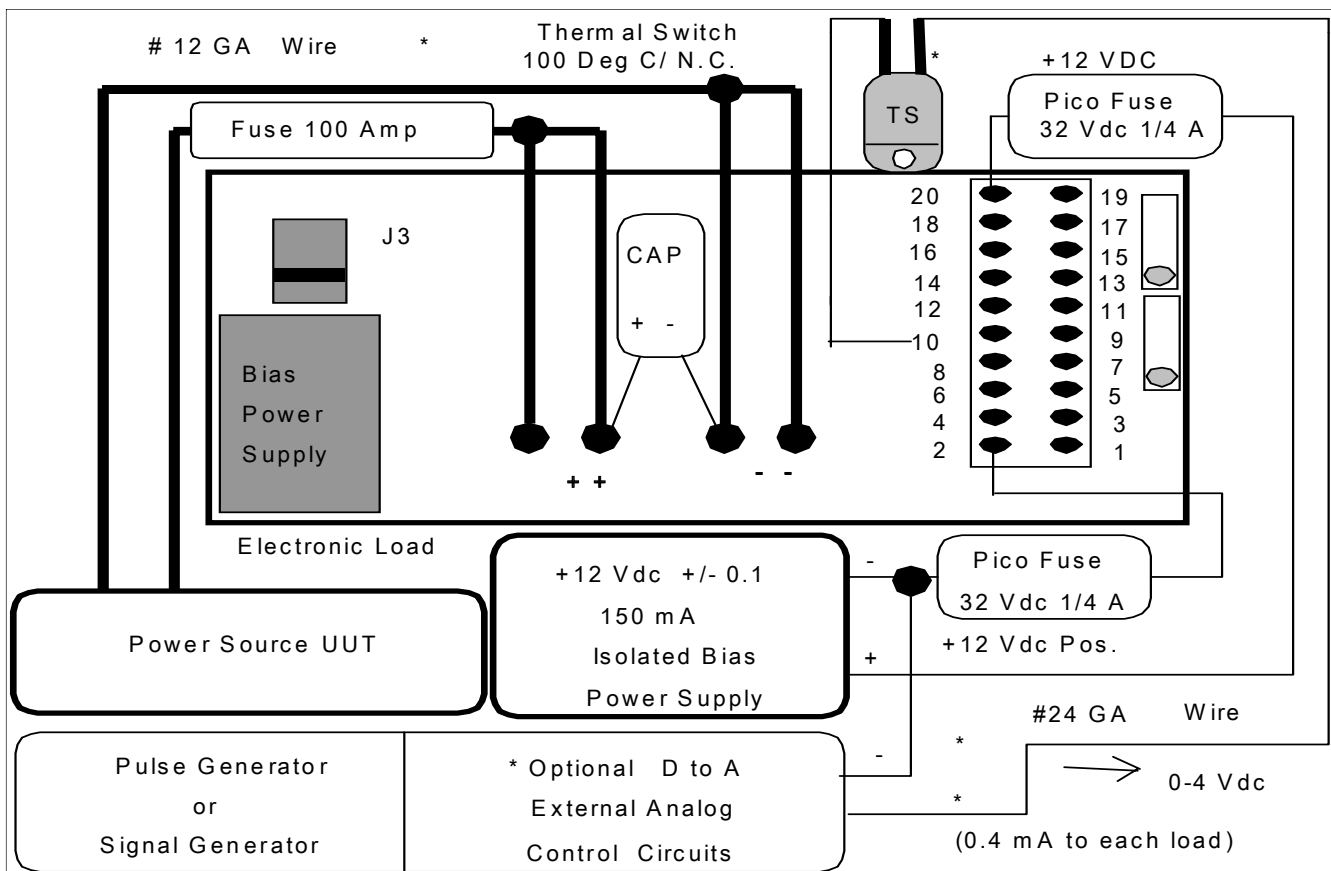 # 12 GA Wire *
Thermal Switch
100 Deg C/ N.C.
*
+12 VDC
Fuse 100 Amp
TS
Pico Fuse
32 Vdc 1/4 A
J3
CAP
+ -
20 19
18 17
16 15
14 13
12 11
10 9
8 7
6 5
4 3
2 1
Bias
Power
Supply
+ +
- -
Electronic Load
Power Source UUT
+12 Vdc +/- 0.1
150 mA
Isolated Bias
Power Supply
-
+
Pico Fuse
32 Vdc 1/4 A
+12 Vdc Pos.
#24 GA Wire
Pulse Generator
or
Signal Generator
* Optional D to A
External Analog
Control Circuits
-
*
*
0-4 Vdc
(0.4 mA to each load)